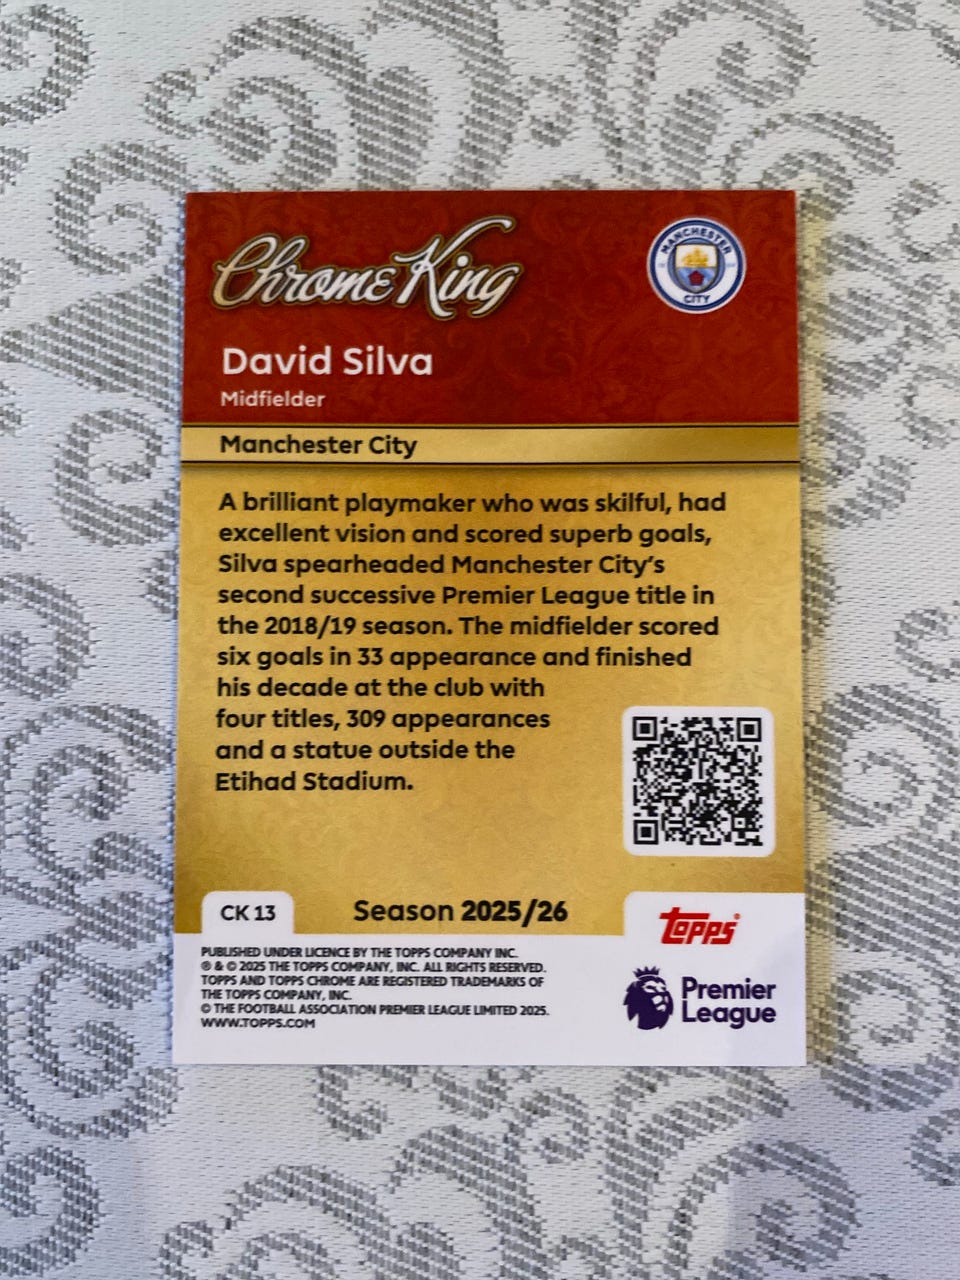 Chrome King
MANCHESTER
CITY
David Silva
Midfielder
Manchester City
A brilliant playmaker who was skilful, had
excellent vision and scored superb goals,
Silva spearheaded Manchester City's
second successive Premier League title in
the 2018/19 season. The midfielder scored
six goals in 33 appearance and finished
his decade at the club with
four titles, 309 appearances
and a statue outside the
Etihad Stadium.
CK 13
Season 2025/26
topps®
PUBLISHED UNDER LICENCE BY THE TOPPS COMPANY INC.
® & © 2025 THE TOPPS COMPANY, INC. ALL RIGHTS RESERVED.
TOPPS AND TOPPS CHROME ARE REGISTERED TRADEMARKS OF
THE TOPPS COMPANY, INC.
© THE FOOTBALL ASSOCIATION PREMIER LEAGUE LIMITED 2025.
WWW.TOPPS.COM
Premier
League